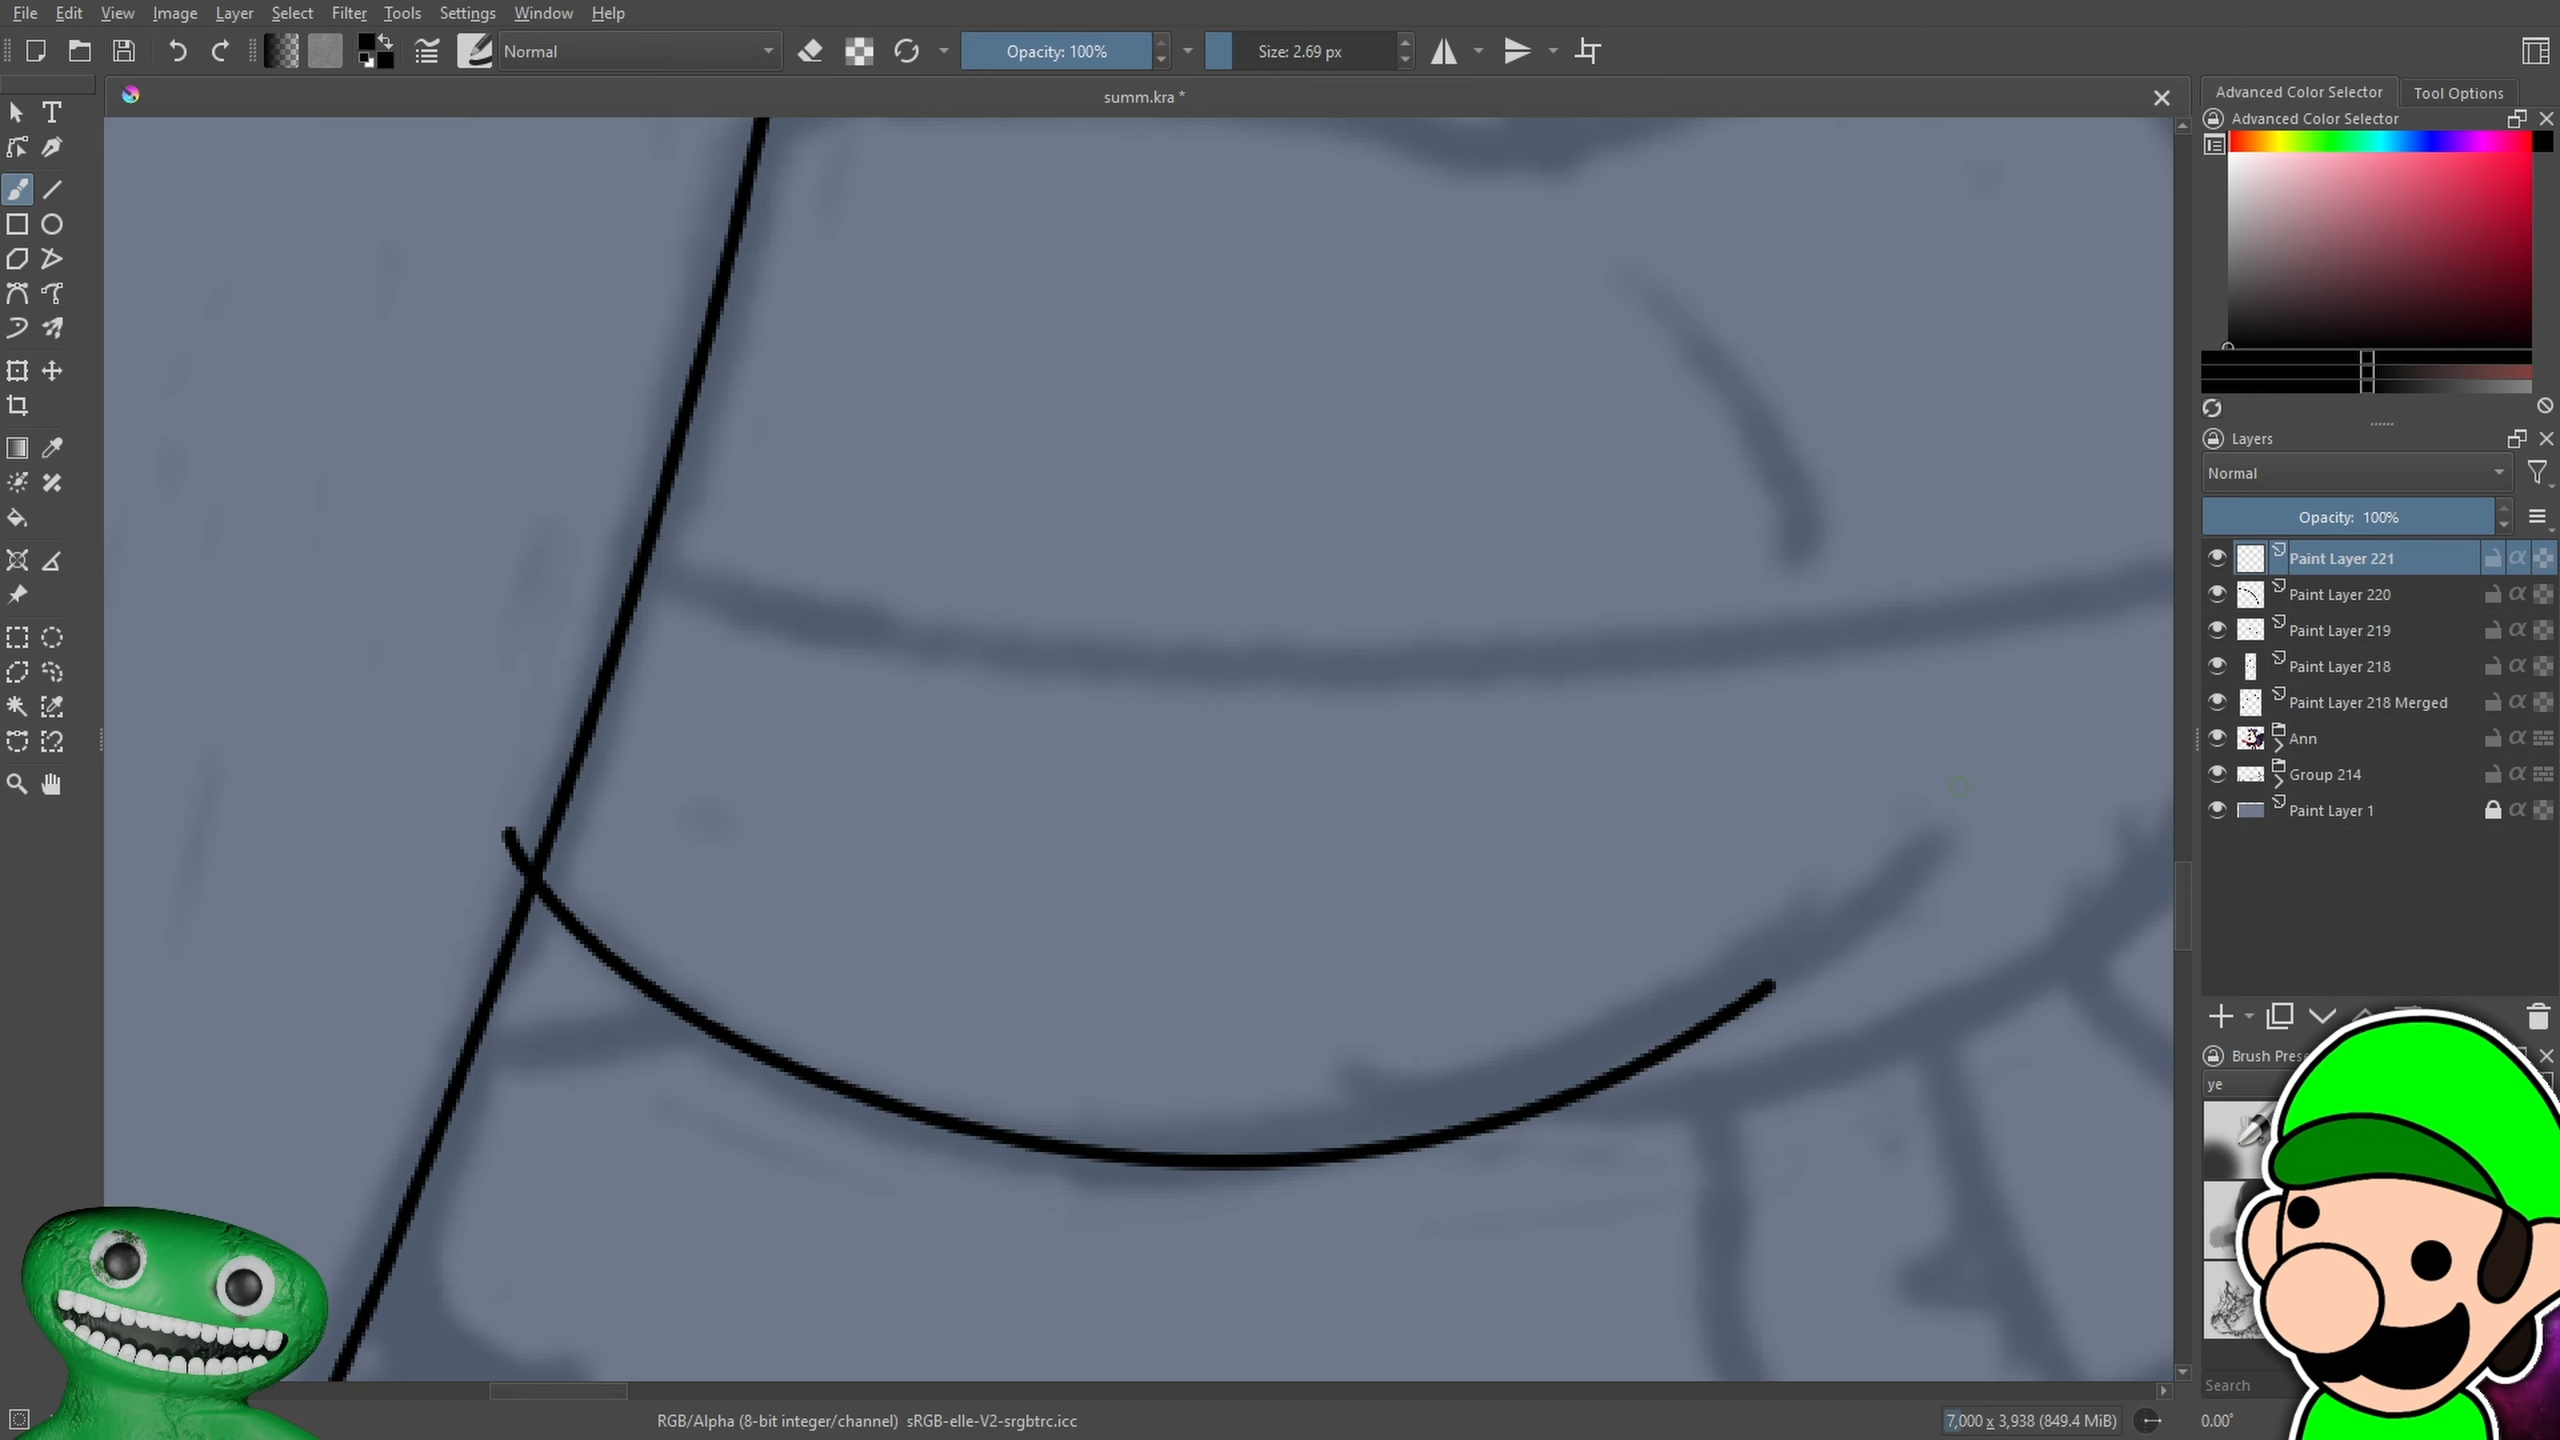 File Edit View Image Layer Select Filter Tools Settings Window Help
Normal
Opacity: 100%
Size: 2.69 px
summ.kra *
Advanced Color Selector
Tool Options
Advanced Color Selector
Layers
Normal
Opacity: 100%
Paint Layer 221
Paint Layer 220
Paint Layer 219
Paint Layer 218
Paint Layer 218 Merged
Ann
Group 214
Paint Layer 1
Brush Pres
ye
Search
RGB/Alpha (8-bit integer/channel) sRGB-elle-V2-srgbtrc.icc
7,000 x 3,938 (849.4 MiB)
0.00°